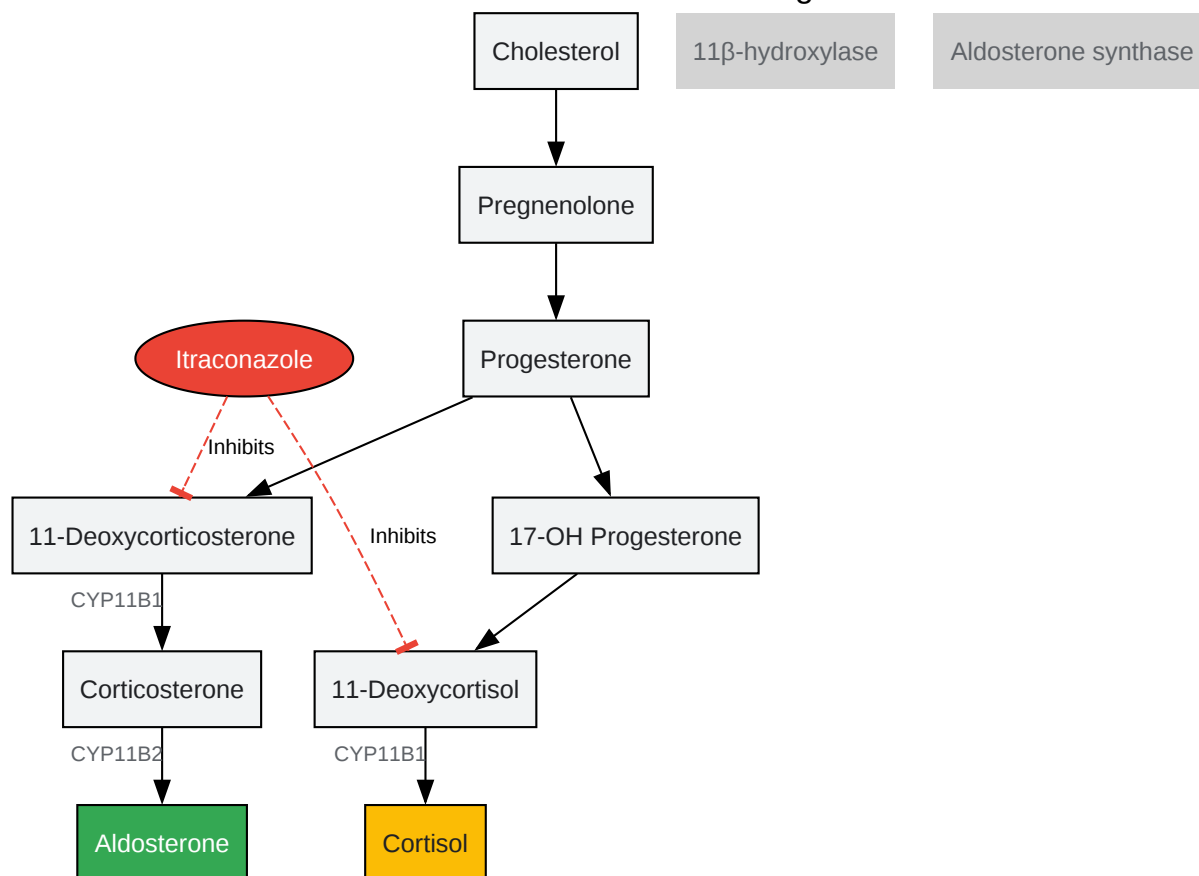 Cholesterol
11β-hydroxylase
Aldosterone synthase
Pregnenolone
Itraconazole
Progesterone
Inhibits
11-Deoxycorticosterone
Inhibits
17-OH Progesterone
CYP11B1
Corticosterone
11-Deoxycortisol
CYP11B2
CYP11B1
Aldosterone
Cortisol